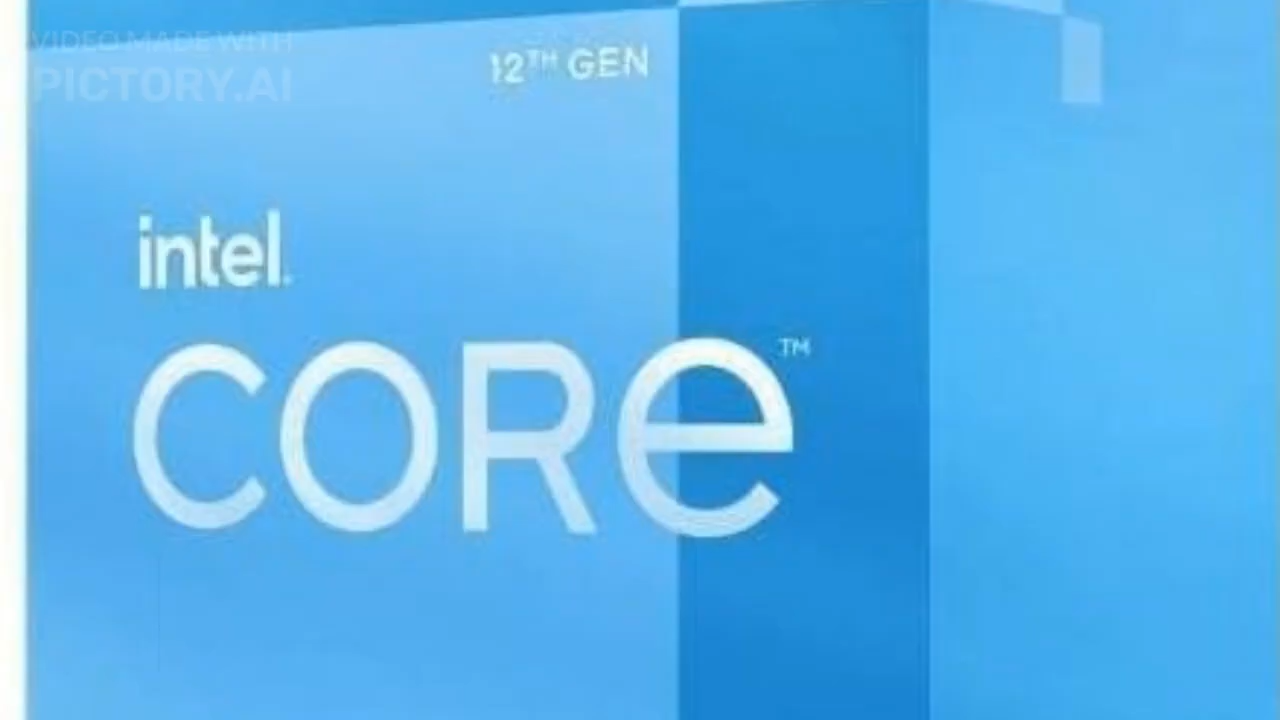 VIDEO MADE WITH
PICTORY.AI
12TH GEN
intel.
CORE™